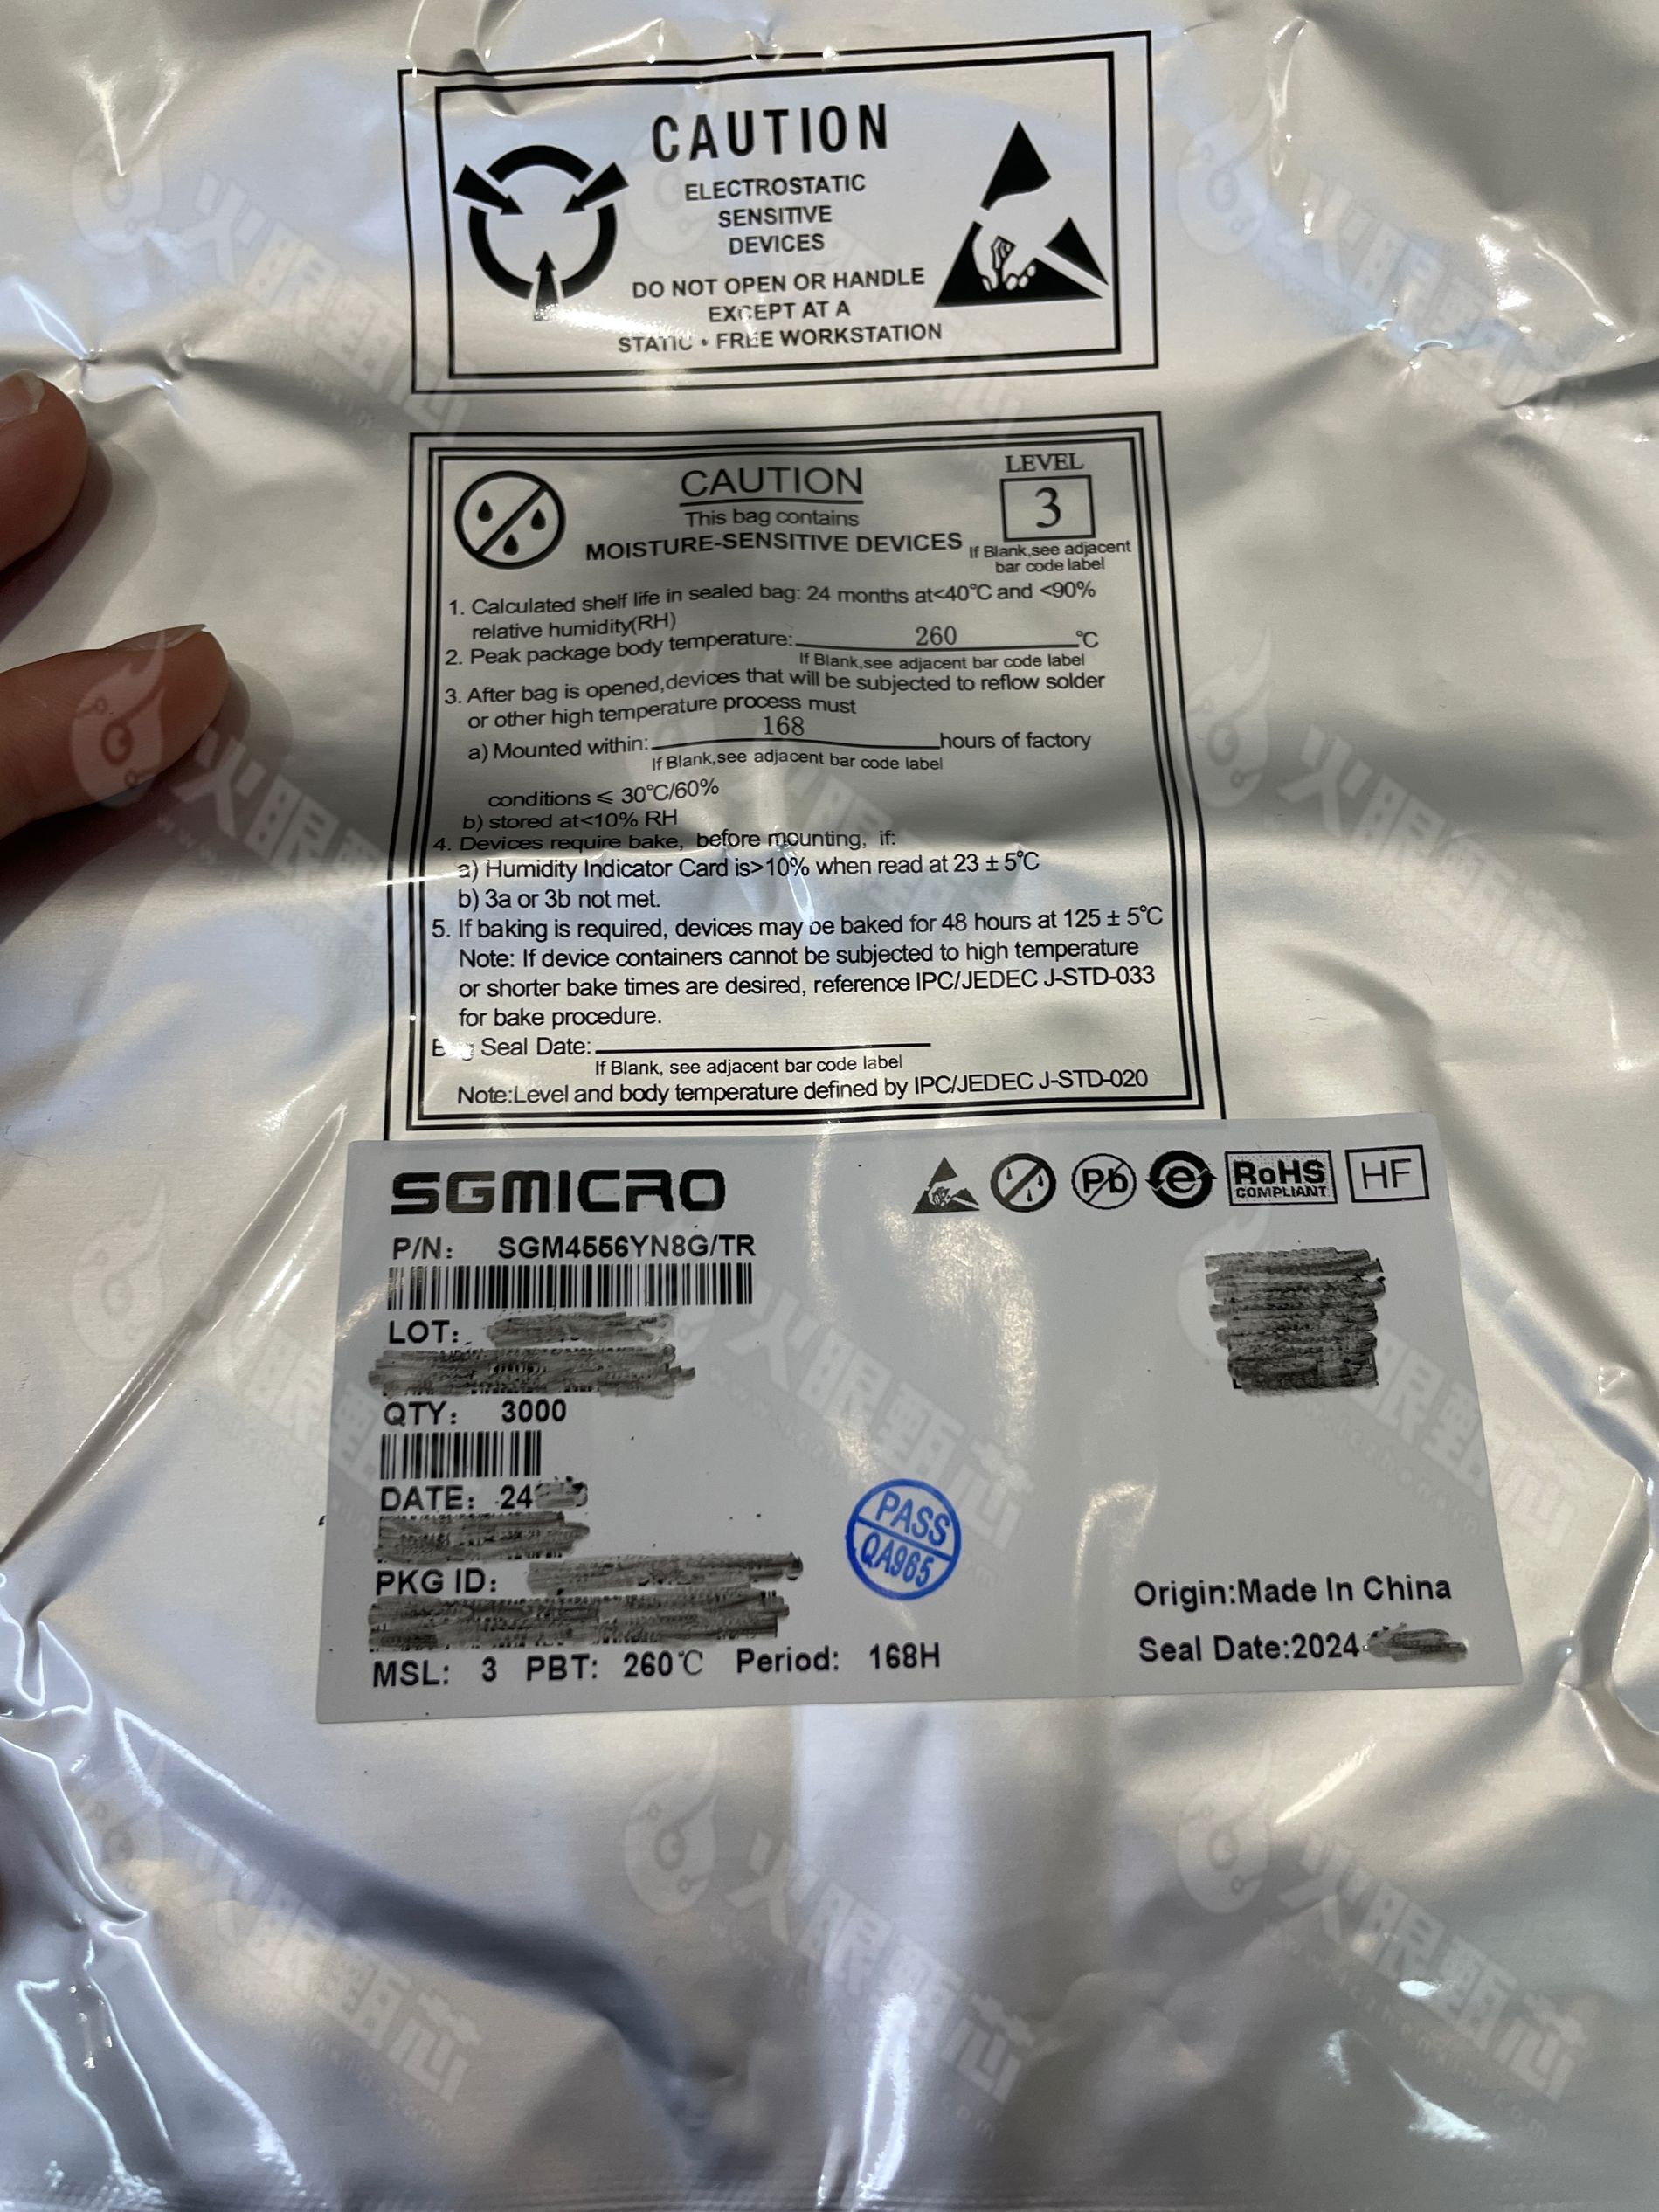 CAUTION
ELECTROSTATIC
SENSITIVE
DEVICES
DO NOT OPEN OR HANDLE
EXCEPT AT A
STATIC • FREE WORKSTATION
LEVEL
3
If Blank,see adjacent
bar code label
CAUTION
This bag contains
MOISTURE-SENSITIVE DEVICES
1. Calculated shelf life in sealed bag: 24 months at<40℃ and <90%
relative humidity(RH)
2. Peak package body temperature: 260 ℃
If Blank,see adjacent bar code label
3. After bag is opened,devices that will be subjected to reflow solder
or other high temperature process must
a) Mounted within: 168 hours of factory
If Blank,see adjacent bar code label
conditions ⩽ 30℃/60%
b) stored at<10% RH
4. Devices require bake, before mounting, if:
a) Humidity Indicator Card is>10% when read at 23 ± 5℃
b) 3a or 3b not met.
5. If baking is required, devices may be baked for 48 hours at 125 ± 5℃
Note: If device containers cannot be subjected to high temperature
or shorter bake times are desired, reference IPC/JEDEC J-STD-033
for bake procedure.
Seal Date:
If Blank, see adjacent bar code label
Note:Level and body temperature defined by IPC/JEDEC J-STD-020
SGMICRO
Pb
e
RoHS
COMPLIANT
HF
P/N: SGM4556YN8G/TR
LOT:
QTY: 3000
DATE: 24
PKG ID:
MSL: 3 PBT: 260℃ Period: 168H
PASS
QA965
Origin:Made In China
Seal Date:2024
火眼甄芯